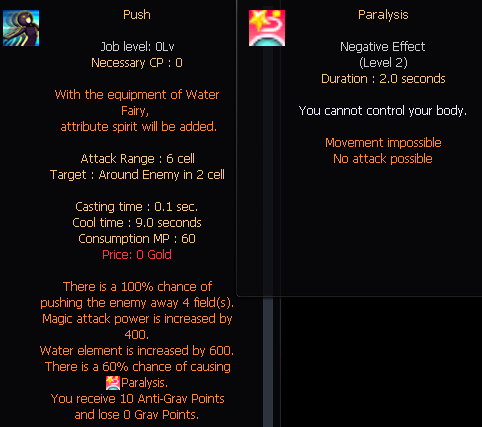 Push
Job level: 0Lv
Necessary CP : 0
With the equipment of Water
Fairy,
attribute spirit will be added.
Attack Range : 6 cell
Target : Around Enemy in 2 cell
Casting time : 0.1 sec.
Cool time : 9.0 seconds
Consumption MP : 60
Price: 0 Gold
There is a 100% chance of
pushing the enemy away 4 field(s).
Magic attack power is increased by
400.
Water element is increased by 600.
There is a 60% chance of causing
Paralysis.
You receive 10 Anti-Grav Points
and lose 0 Grav Points.
Paralysis
Negative Effect
(Level 2)
Duration : 2.0 seconds
You cannot control your body.
Movement impossible
No attack possible